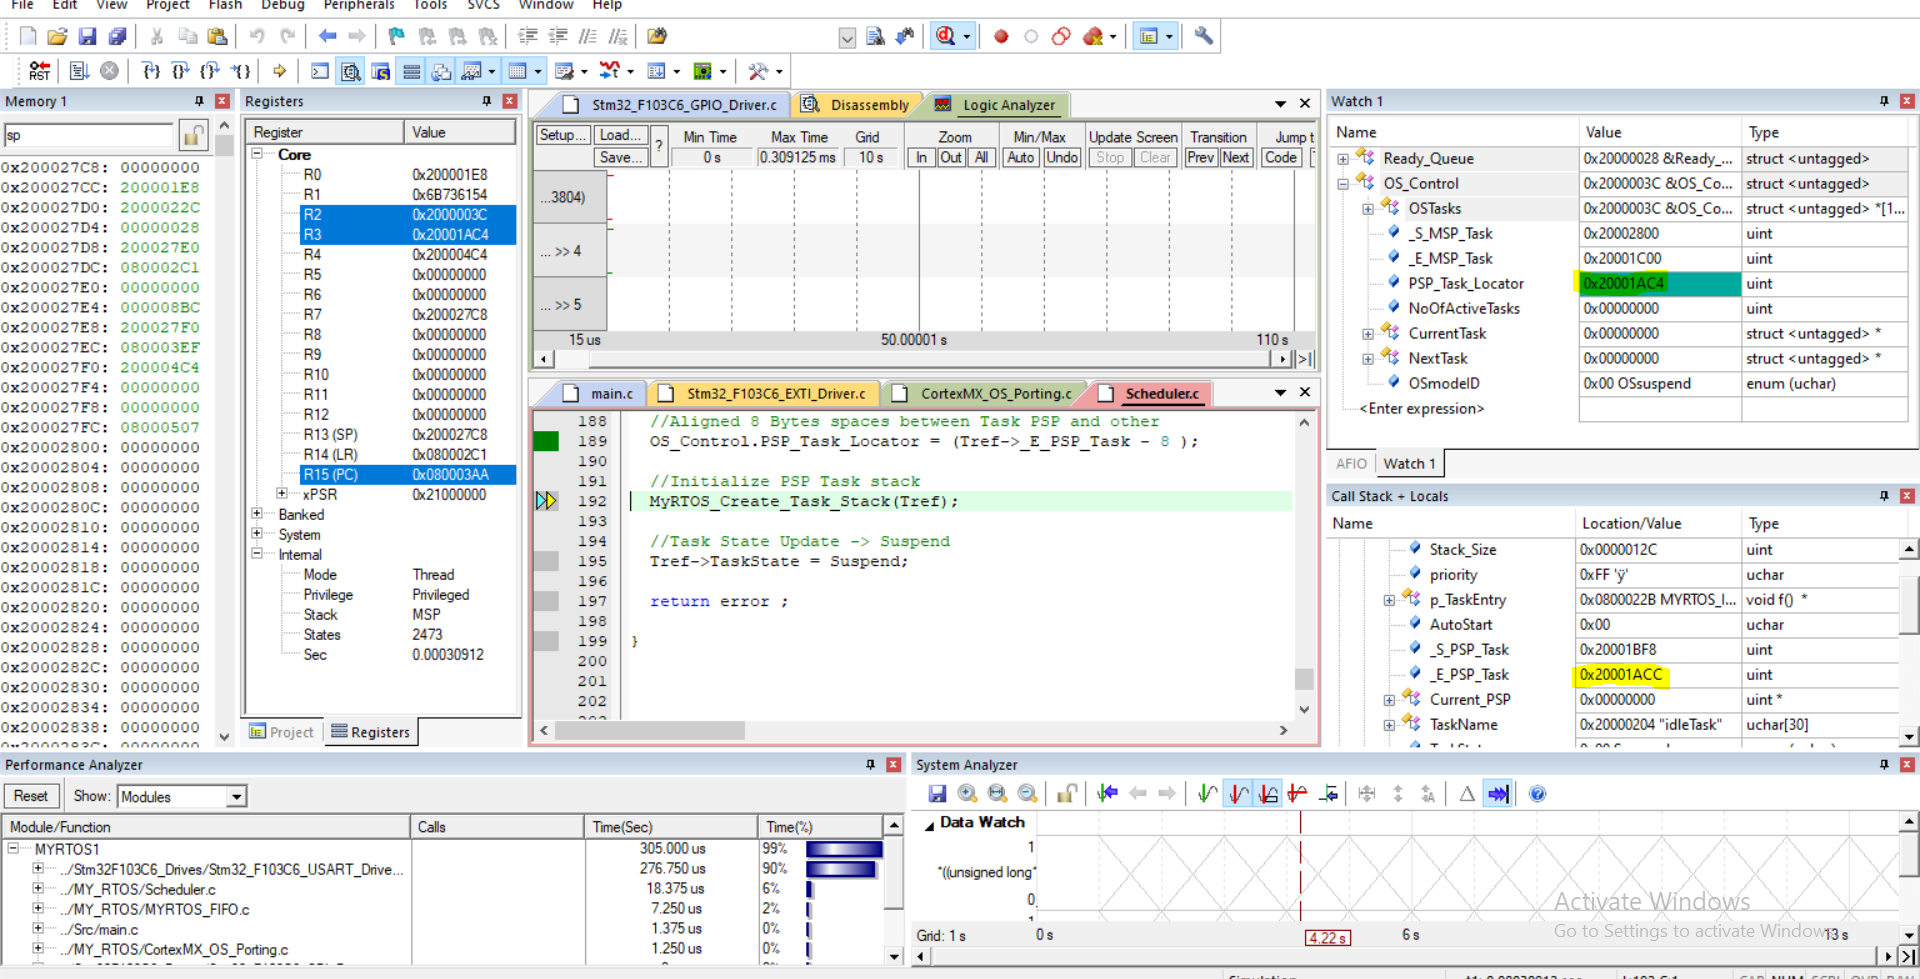 File Edit View Project Flash Debug Peripherals Tools SVCS Window Help
RST
Memory 1
sp
0x200027C8: 00000000
0x200027CC: 200001E8
0x200027D0: 2000022C
0x200027D4: 00000028
0x200027D8: 200027E0
0x200027DC: 080002C1
0x200027E0: 00000000
0x200027E4: 000008BC
0x200027E8: 200027F0
0x200027EC: 080003EF
0x200027F0: 200004C4
0x200027F4: 00000000
0x200027F8: 00000000
0x200027FC: 08000507
0x20002800: 00000000
0x20002804: 00000000
0x20002808: 00000000
0x2000280C: 00000000
0x20002810: 00000000
0x20002814: 00000000
0x20002818: 00000000
0x2000281C: 00000000
0x20002820: 00000000
0x20002824: 00000000
0x20002828: 00000000
0x2000282C: 00000000
0x20002830: 00000000
0x20002834: 00000000
0x20002838: 00000000
0x2000283C: 00000000
Registers
Register Value
Core
R0 0x200001E8
R1 0x6B736154
R2 0x2000003C
R3 0x20001AC4
R4 0x200004C4
R5 0x00000000
R6 0x00000000
R7 0x200027C8
R8 0x00000000
R9 0x00000000
R10 0x00000000
R11 0x00000000
R12 0x00000000
R13 (SP) 0x200027C8
R14 (LR) 0x080002C1
R15 (PC) 0x080003AA
xPSR 0x21000000
Banked
System
Internal
Mode Thread
Privilege Privileged
Stack MSP
States 2473
Sec 0.00030912
Project Registers
Stm32_F103C6_GPIO_Driver.c Disassembly Logic Analyzer
Setup... Load... Min Time Max Time Grid Zoom Min/Max Update Screen Transition Jump t
Save... ? 0 s 0.309125 ms 10 s In Out All Auto Undo Stop Clear Prev Next Code
...3804)
... >> 4
... >> 5
15 us 50.00001 s 110 s
main.c Stm32_F103C6_EXTI_Driver.c CortexMX_OS_Porting.c Scheduler.c
188 //Aligned 8 Bytes spaces between Task PSP and other
189 OS_Control.PSP_Task_Locator = (Tref->_E_PSP_Task - 8 );
190
191 //Initialize PSP Task stack
192 MyRTOS_Create_Task_Stack(Tref);
193
194 //Task State Update -> Suspend
195 Tref->TaskState = Suspend;
196
197 return error ;
198
199 }
200
201
202
203
Watch 1
Name Value Type
Ready_Queue 0x20000028 &Ready_... struct <untagged>
OS_Control 0x2000003C &OS_Co... struct <untagged>
OSTasks 0x2000003C &OS_Co... struct <untagged> *[1...
_S_MSP_Task 0x20002800 uint
_E_MSP_Task 0x20001C00 uint
PSP_Task_Locator 0x20001AC4 uint
NoOfActiveTasks 0x00000000 uint
CurrentTask 0x00000000 struct <untagged> *
NextTask 0x00000000 struct <untagged> *
OSmodeID 0x00 OSsuspend enum (uchar)
<Enter expression>
AFIO Watch 1
Call Stack + Locals
Name Location/Value Type
Stack_Size 0x0000012C uint
priority 0xFF 'ÿ' uchar
p_TaskEntry 0x0800022B MYRTOS_I... void f() *
AutoStart 0x00 uchar
_S_PSP_Task 0x20001BF8 uint
_E_PSP_Task 0x20001ACC uint
Current_PSP 0x00000000 uint *
TaskName 0x20000204 "idleTask" uchar[30]
Performance Analyzer
Reset Show: Modules
Module/Function Calls Time(Sec) Time(%)
MYRTOS1 305.000 us 99%
../Stm32F103C6_Drives/Stm32_F103C6_USART_Drive... 276.750 us 90%
../MY_RTOS/Scheduler.c 18.375 us 6%
../MY_RTOS/MYRTOS_FIFO.c 7.250 us 2%
../Src/main.c 1.375 us 0%
../MY_RTOS/CortexMX_OS_Porting.c 1.250 us 0%
System Analyzer
Data Watch
1
*((unsigned long*
0
Grid: 1 s 0 s 4.22 s 6 s 13 s
Activate Windows
Go to Settings to activate Windows.